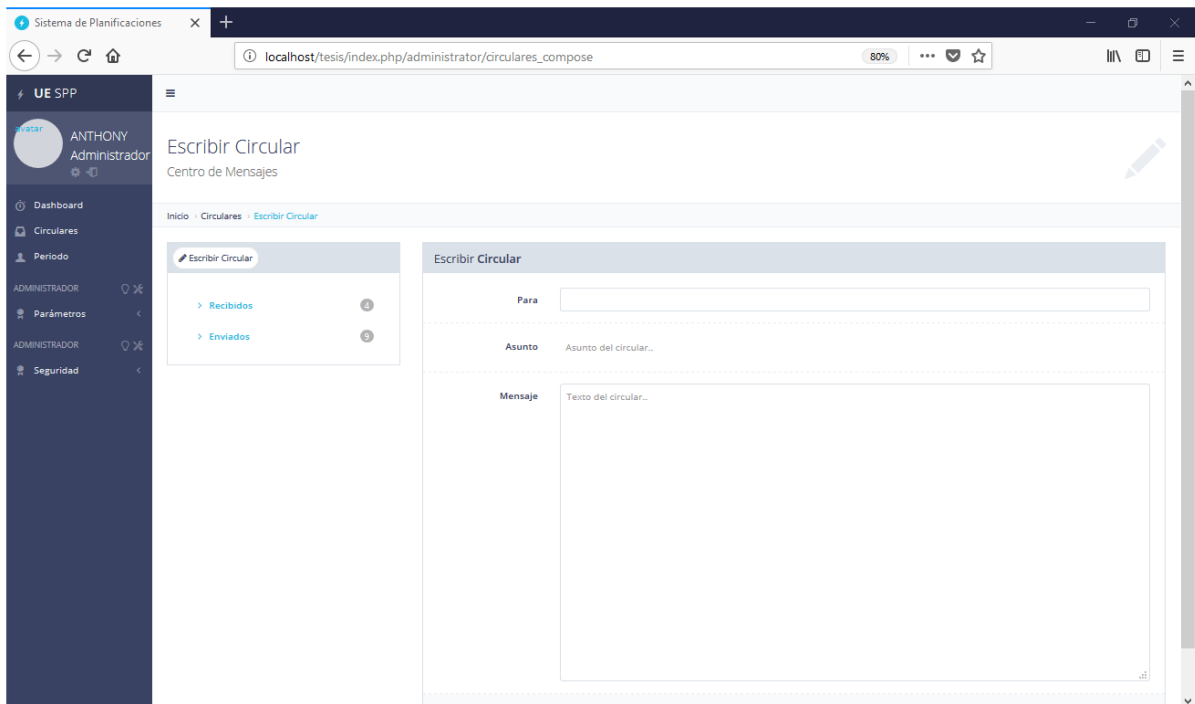 Sistema de Planificaciones
localhost/tesis/index.php/administrator/circulares_compose
80%
UE SPP
avatar
ANTHONY
Administrador
Dashboard
Circulares
Periodo
ADMINISTRADOR
Parámetros
ADMINISTRADOR
Seguridad
Escribir Circular
Centro de Mensajes
Inicio Circulares Escribir Circular
Escribir Circular
Recibidos 4
Enviados 9
Escribir Circular
Para
Asunto Asunto del circular..
Mensaje Texto del circular..